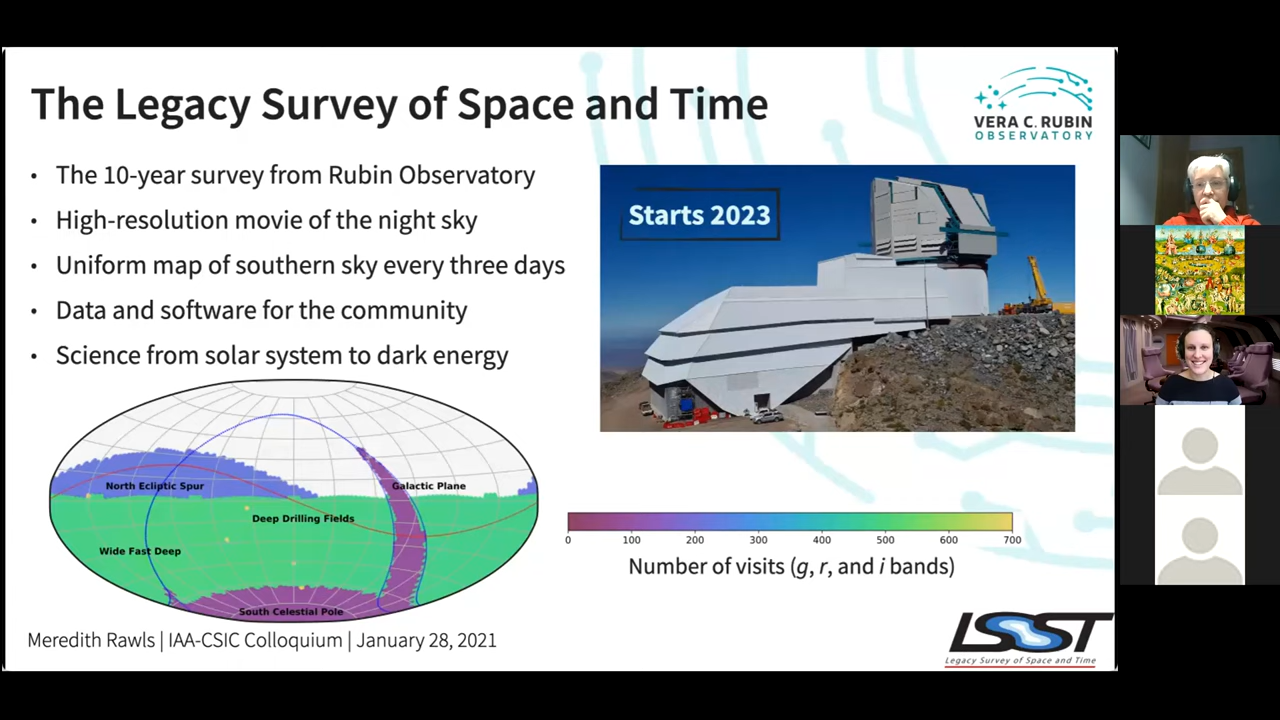 The Legacy Survey of Space and Time
VERA C. RUBIN
OBSERVATORY
• The 10-year survey from Rubin Observatory
• High-resolution movie of the night sky
• Uniform map of southern sky every three days
• Data and software for the community
• Science from solar system to dark energy
Starts 2023
North Ecliptic Spur
Galactic Plane
Deep Drilling Fields
Wide Fast Deep
South Celestial Pole
0 100 200 300 400 500 600 700
Number of visits (g, r, and i bands)
Meredith Rawls | IAA-CSIC Colloquium | January 28, 2021
LSST
Legacy Survey of Space and Time